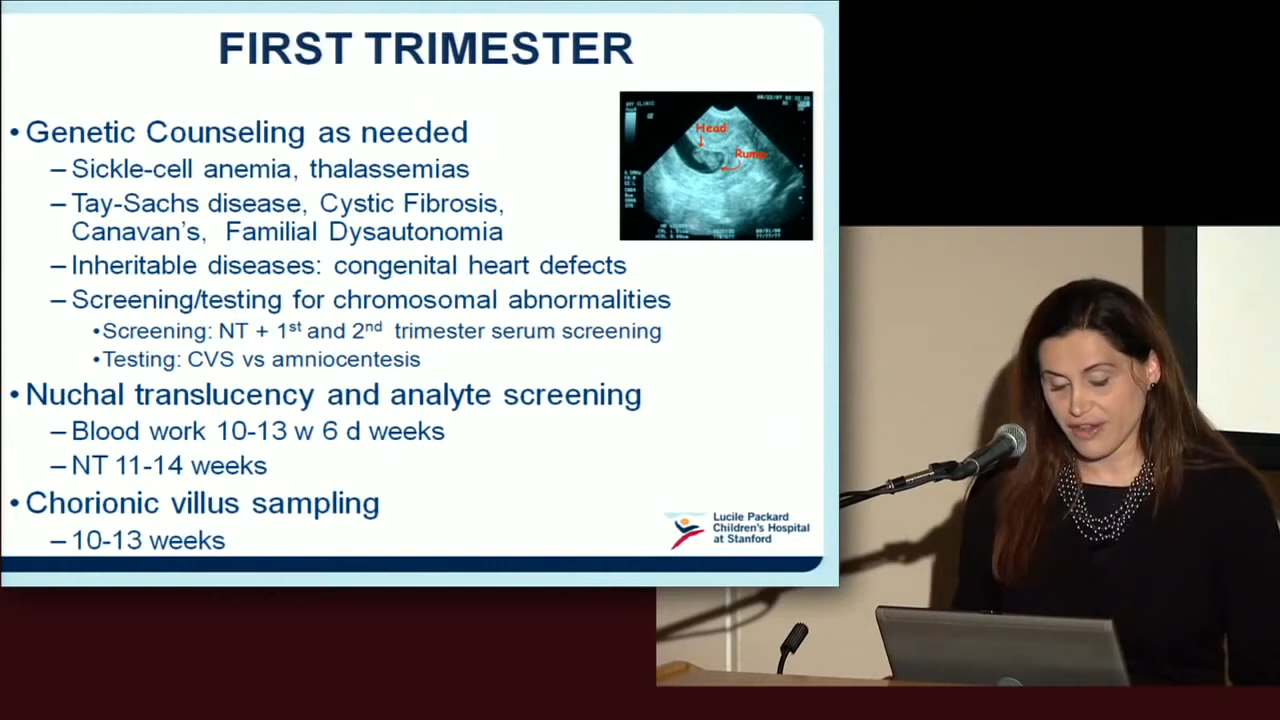 FIRST TRIMESTER
• Genetic Counseling as needed
– Sickle-cell anemia, thalassemias
– Tay-Sachs disease, Cystic Fibrosis,
Canavan's, Familial Dysautonomia
– Inheritable diseases: congenital heart defects
– Screening/testing for chromosomal abnormalities
• Screening: NT + 1st and 2nd trimester serum screening
• Testing: CVS vs amniocentesis
• Nuchal translucency and analyte screening
– Blood work 10-13 w 6 d weeks
– NT 11-14 weeks
• Chorionic villus sampling
– 10-13 weeks
Head
Rump
Lucile Packard
Children's Hospital
at Stanford